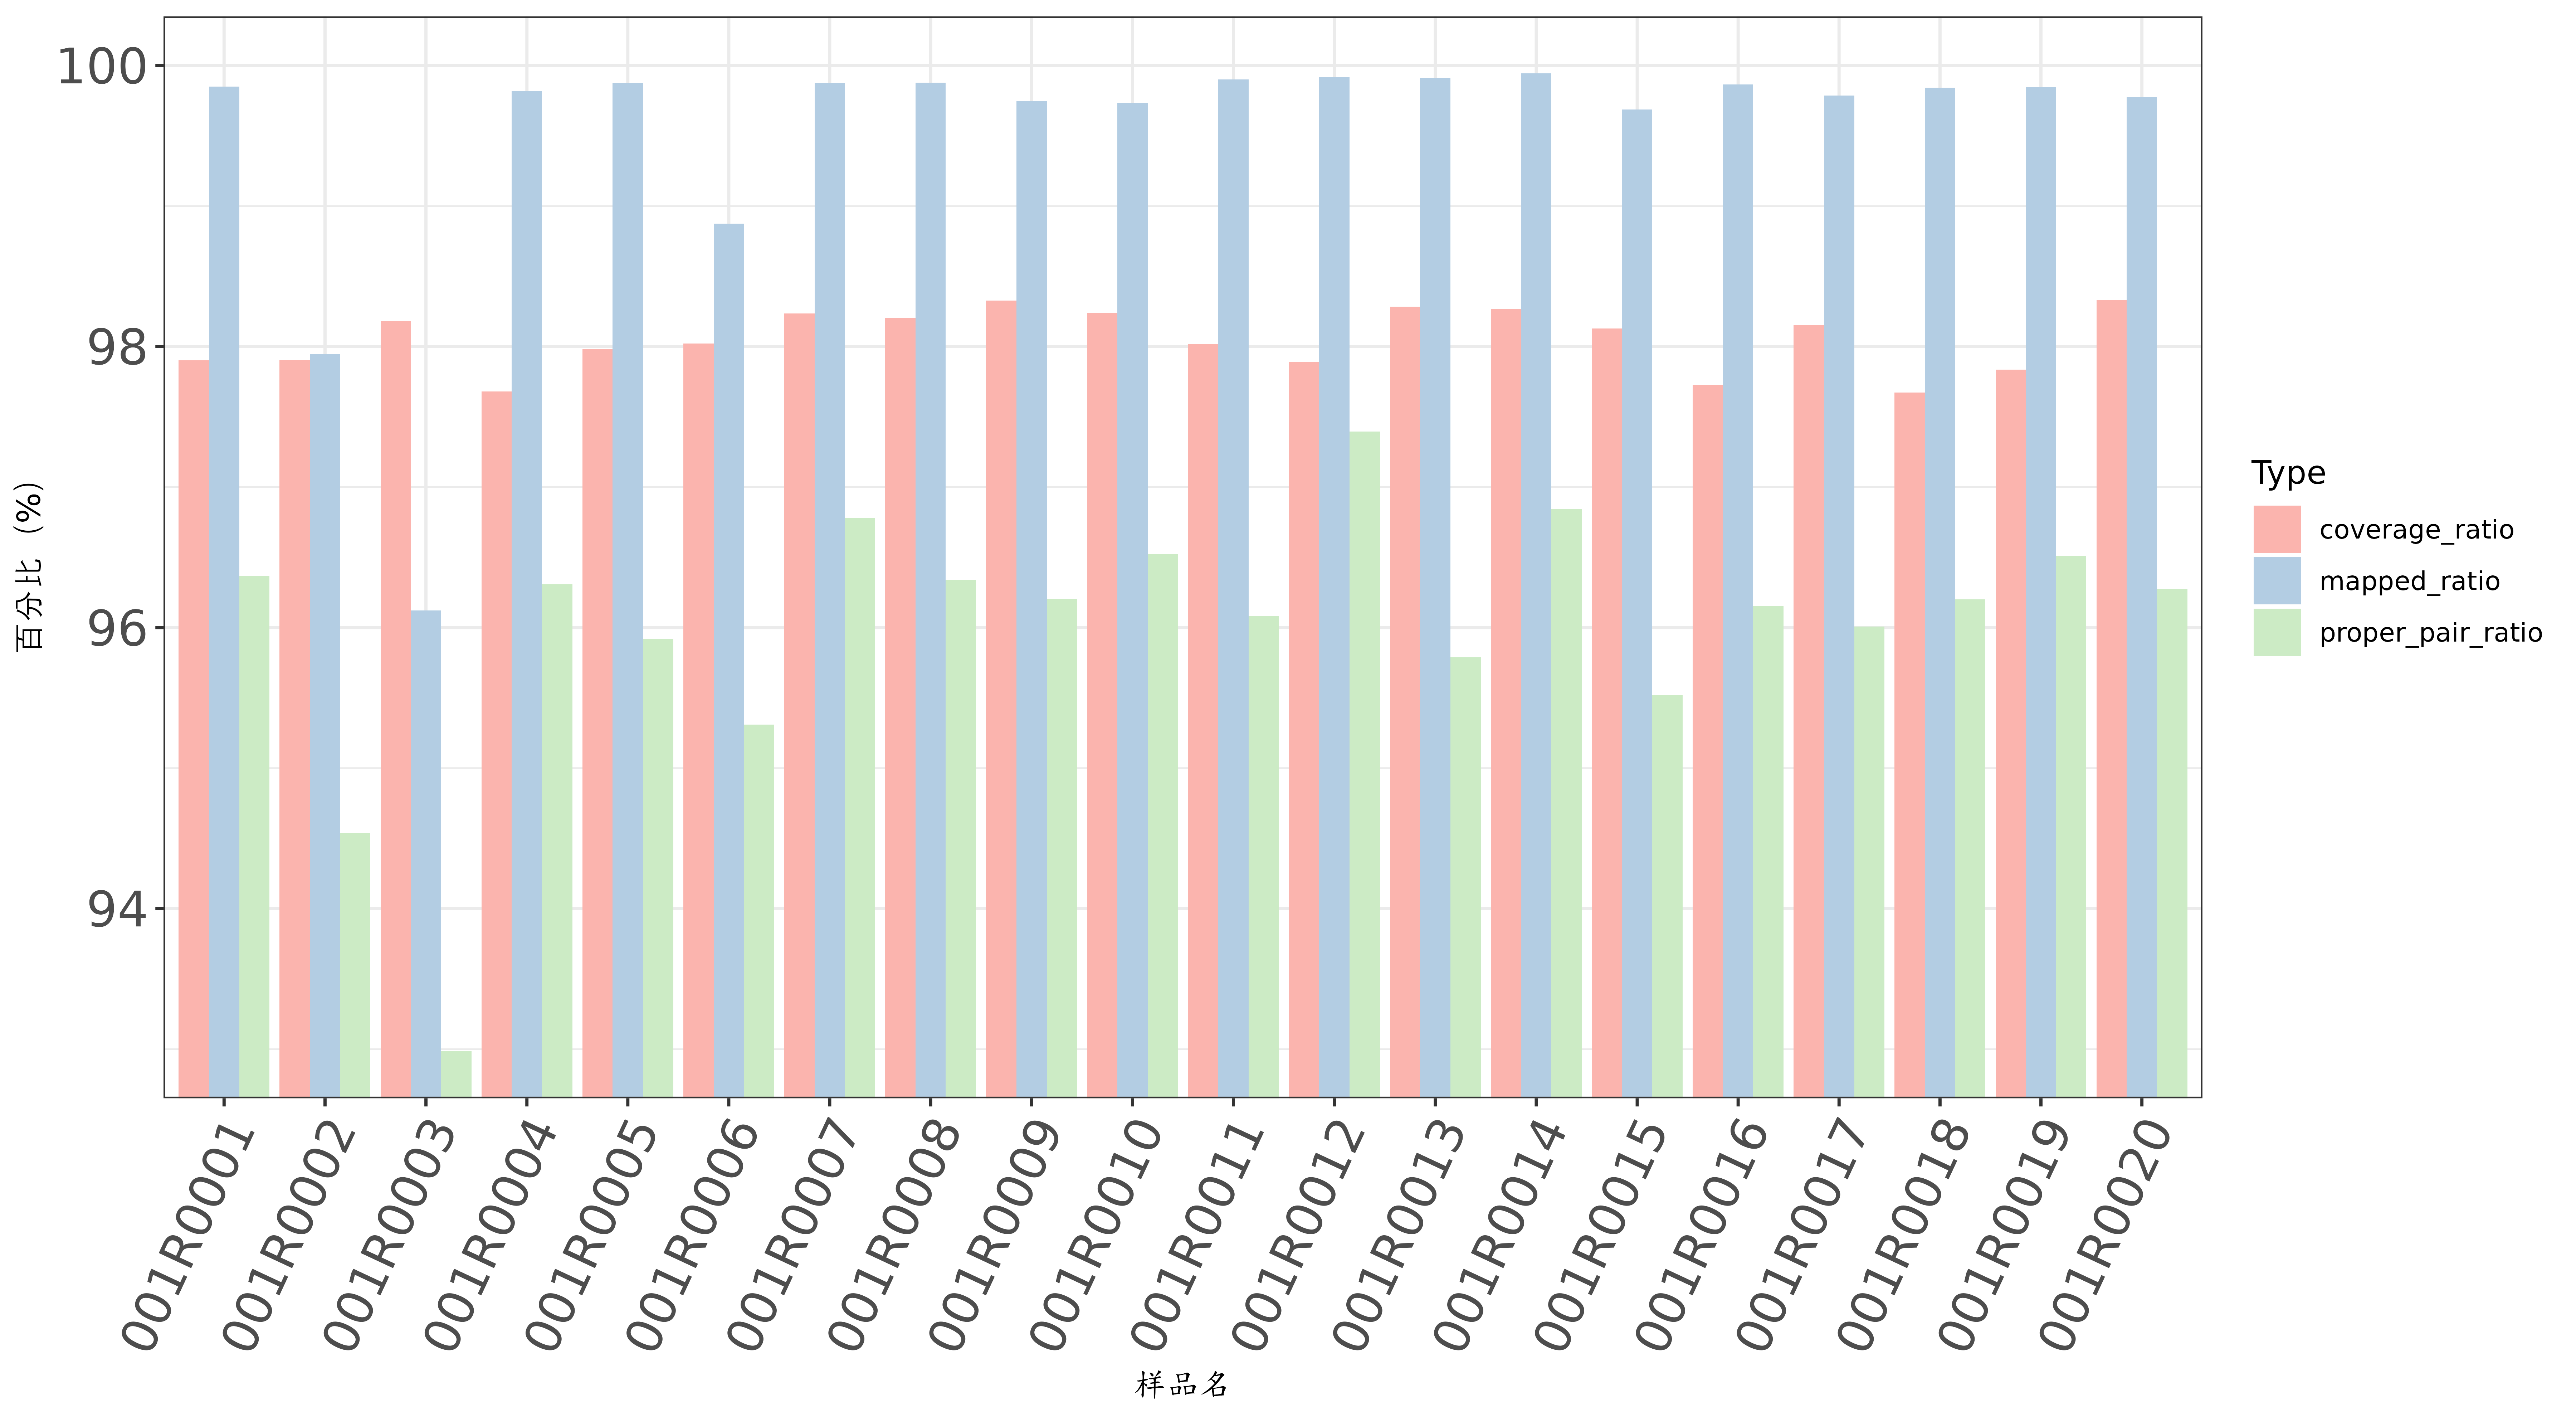 100
98
96
94
百分比 (%)
001R0001
001R0002
001R0003
001R0004
001R0005
001R0006
001R0007
001R0008
001R0009
001R0010
001R0011
001R0012
001R0013
001R0014
001R0015
001R0016
001R0017
001R0018
001R0019
001R0020
样品名
Type
coverage_ratio
mapped_ratio
proper_pair_ratio